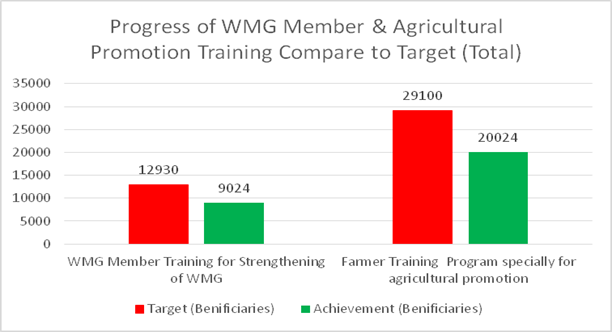 Progress of WMG Member & Agricultural
Promotion Training Compare to Target (Total)
35000
30000
25000
20000
15000
10000
5000
0
12930
9024
29100
20024
WMG Member Training for Strengthening
of WMG
Farmer Training Program specially for
agricultural promotion
Target (Benificiaries)
Achievement (Benificiaries)